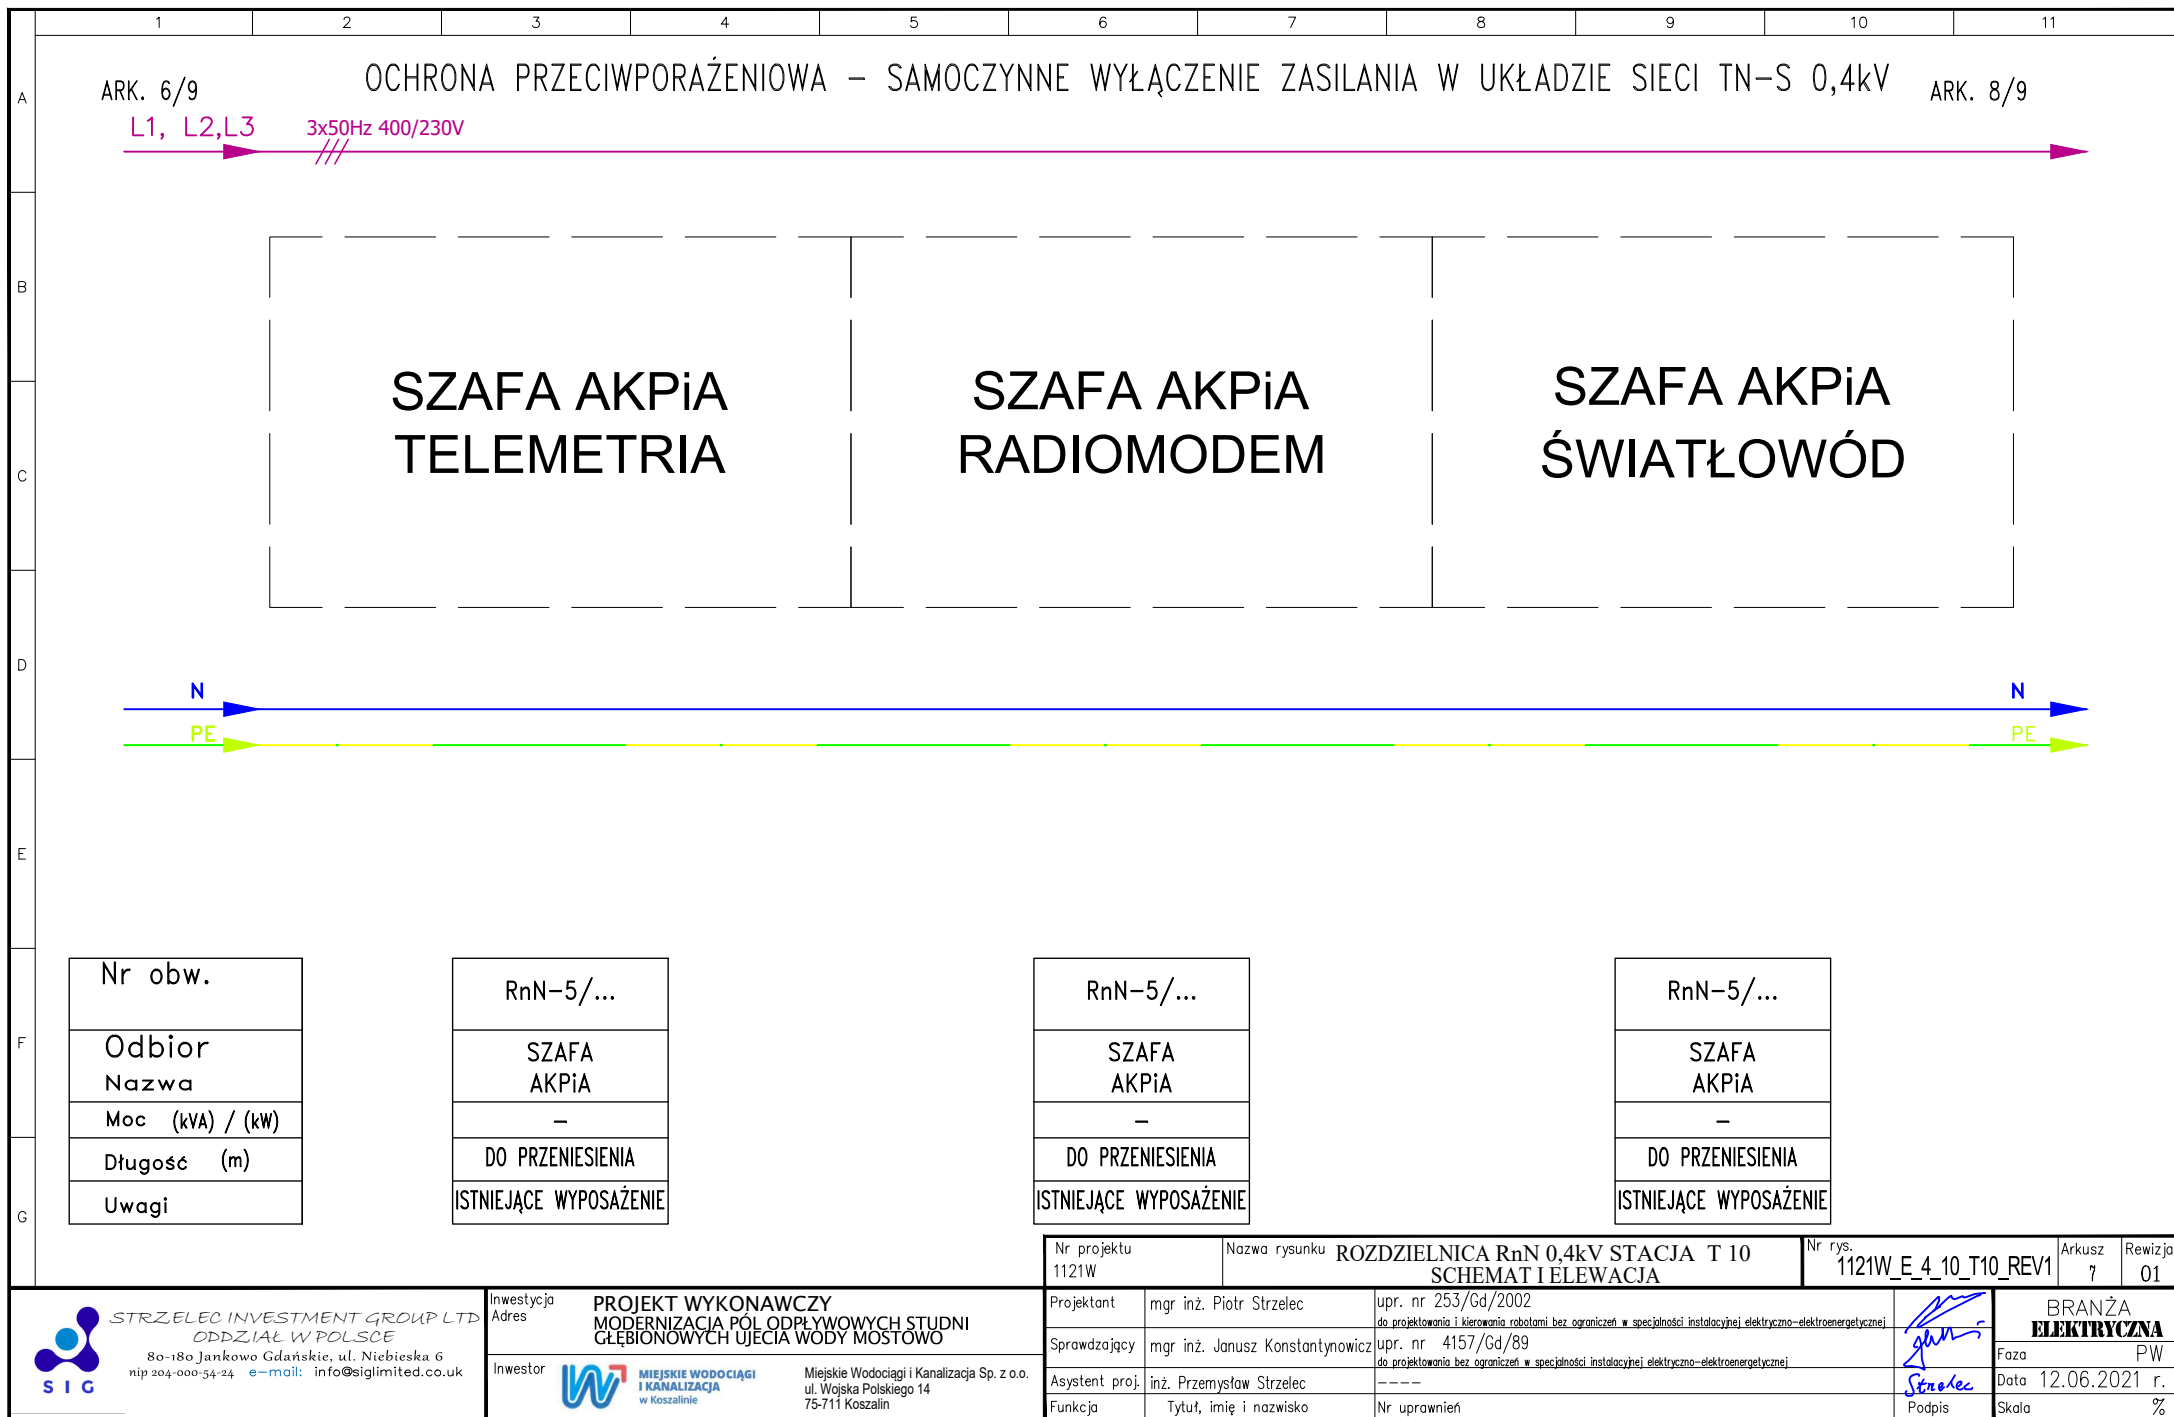 1 2 3 4 5 6 7 8 9 10 11
A
B
C
D
E
F
G
ARK. 6/9
OCHRONA PRZECIWPORAŻENIOWA – SAMOCZYNNE WYŁĄCZENIE ZASILANIA W UKŁADZIE SIECI TN–S 0,4kV
ARK. 8/9
L1, L2,L3
3x50Hz 400/230V
SZAFA AKPiA
TELEMETRIA
SZAFA AKPiA
RADIOMODEM
SZAFA AKPiA
ŚWIATŁOWÓD
N
N
PE
PE
Nr obw.
Odbior
Nazwa
Moc (kVA) / (kW)
Długość (m)
Uwagi
RnN–5/...
SZAFA
AKPiA
–
DO PRZENIESIENIA
ISTNIEJĄCE WYPOSAŻENIE
RnN–5/...
SZAFA
AKPiA
–
DO PRZENIESIENIA
ISTNIEJĄCE WYPOSAŻENIE
RnN–5/...
SZAFA
AKPiA
–
DO PRZENIESIENIA
ISTNIEJĄCE WYPOSAŻENIE
Nr projektu
1121W
Nazwa rysunku
ROZDZIELNICA RnN 0,4kV STACJA T 10
SCHEMAT I ELEWACJA
Nr rys.
1121W_E_4_10_T10_REV1
Arkusz
7
Rewizja
01
SIG
STRZELEC INVESTMENT GROUP LTD
ODDZIAŁ W POLSCE
80-180 Jankowo Gdańskie, ul. Niebieska 6
nip 204-000-54-24 e–mail: info@siglimited.co.uk
Inwestycja
Adres
PROJEKT WYKONAWCZY
MODERNIZACJA PÓL ODPŁYWOWYCH STUDNI
GŁĘBIONOWYCH UJĘCIA WODY MOSTOWO
Inwestor
MIEJSKIE WODOCIĄGI
I KANALIZACJA
w Koszalinie
Miejskie Wodociągi i Kanalizacja Sp. z o.o.
ul. Wojska Polskiego 14
75-711 Koszalin
Projektant
mgr inż. Piotr Strzelec
upr. nr 253/Gd/2002
do projektowania i kierowania robotami bez ograniczeń w specjalności instalacyjnej elektryczno–elektroenergetycznej
Sprawdzający
mgr inż. Janusz Konstantynowicz
upr. nr 4157/Gd/89
do projektowania bez ograniczeń w specjalności instalacyjnej elektryczno–elektroenergetycznej
Asystent proj.
inż. Przemysław Strzelec
––––
Funkcja
Tytuł, imię i nazwisko
Nr uprawnień
Podpis
BRANŻA
ELEKTRYCZNA
Faza PW
Data 12.06.2021 r.
Skala %